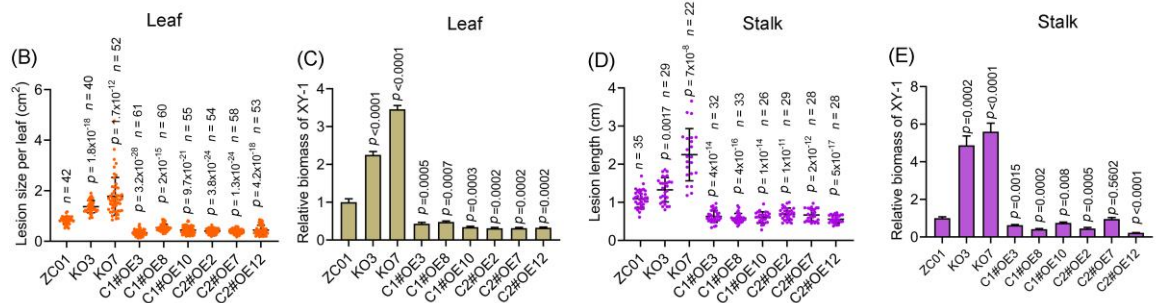 Leaf
(B)
Lesion size per leaf (cm²)
6
4
2
0
n = 42
p = 1.8x10⁻¹⁸ n = 40
p = 1.7x10⁻¹² n = 52
p = 3.2x10⁻²⁸ n = 61
p = 2x10⁻¹⁵ n = 60
p = 9.7x10⁻²¹ n = 55
p = 3.8x10⁻²⁴ n = 54
p = 1.3x10⁻²⁴ n = 58
p = 4.2x10⁻¹⁸ n = 53
ZC01
KO3
KO7
C1#OE3
C1#OE8
C1#OE10
C2#OE2
C2#OE7
C2#OE12
Leaf
(C)
Relative biomass of XY-1
4
3
2
1
0
p <0.0001
p <0.0001
p =0.0005
p =0.0007
p =0.0003
p =0.0002
p =0.0002
p =0.0002
ZC01
KO3
KO7
C1#OE3
C1#OE8
C1#OE10
C2#OE2
C2#OE7
C2#OE12
Stalk
(D)
Lesion length (cm)
4
3
2
1
0
n = 35
p = 0.0017 n = 29
p = 7x10⁻⁸ n = 22
p = 4x10⁻¹⁴ n = 32
p = 4x10⁻¹⁶ n = 33
p = 1x10⁻¹⁴ n = 26
p = 1x10⁻¹¹ n = 29
p = 2x10⁻¹² n = 28
p = 5x10⁻¹⁷ n = 28
ZC01
KO3
KO7
C1#OE3
C1#OE8
C1#OE10
C2#OE2
C2#OE7
C2#OE12
Stalk
(E)
Relative biomass of XY-1
8
6
4
2
0
p =0.0002
p <0.0001
p =0.0015
p =0.0002
p =0.008
p =0.0005
p =0.5602
p <0.0001
ZC01
KO3
KO7
C1#OE3
C1#OE8
C1#OE10
C2#OE2
C2#OE7
C2#OE12